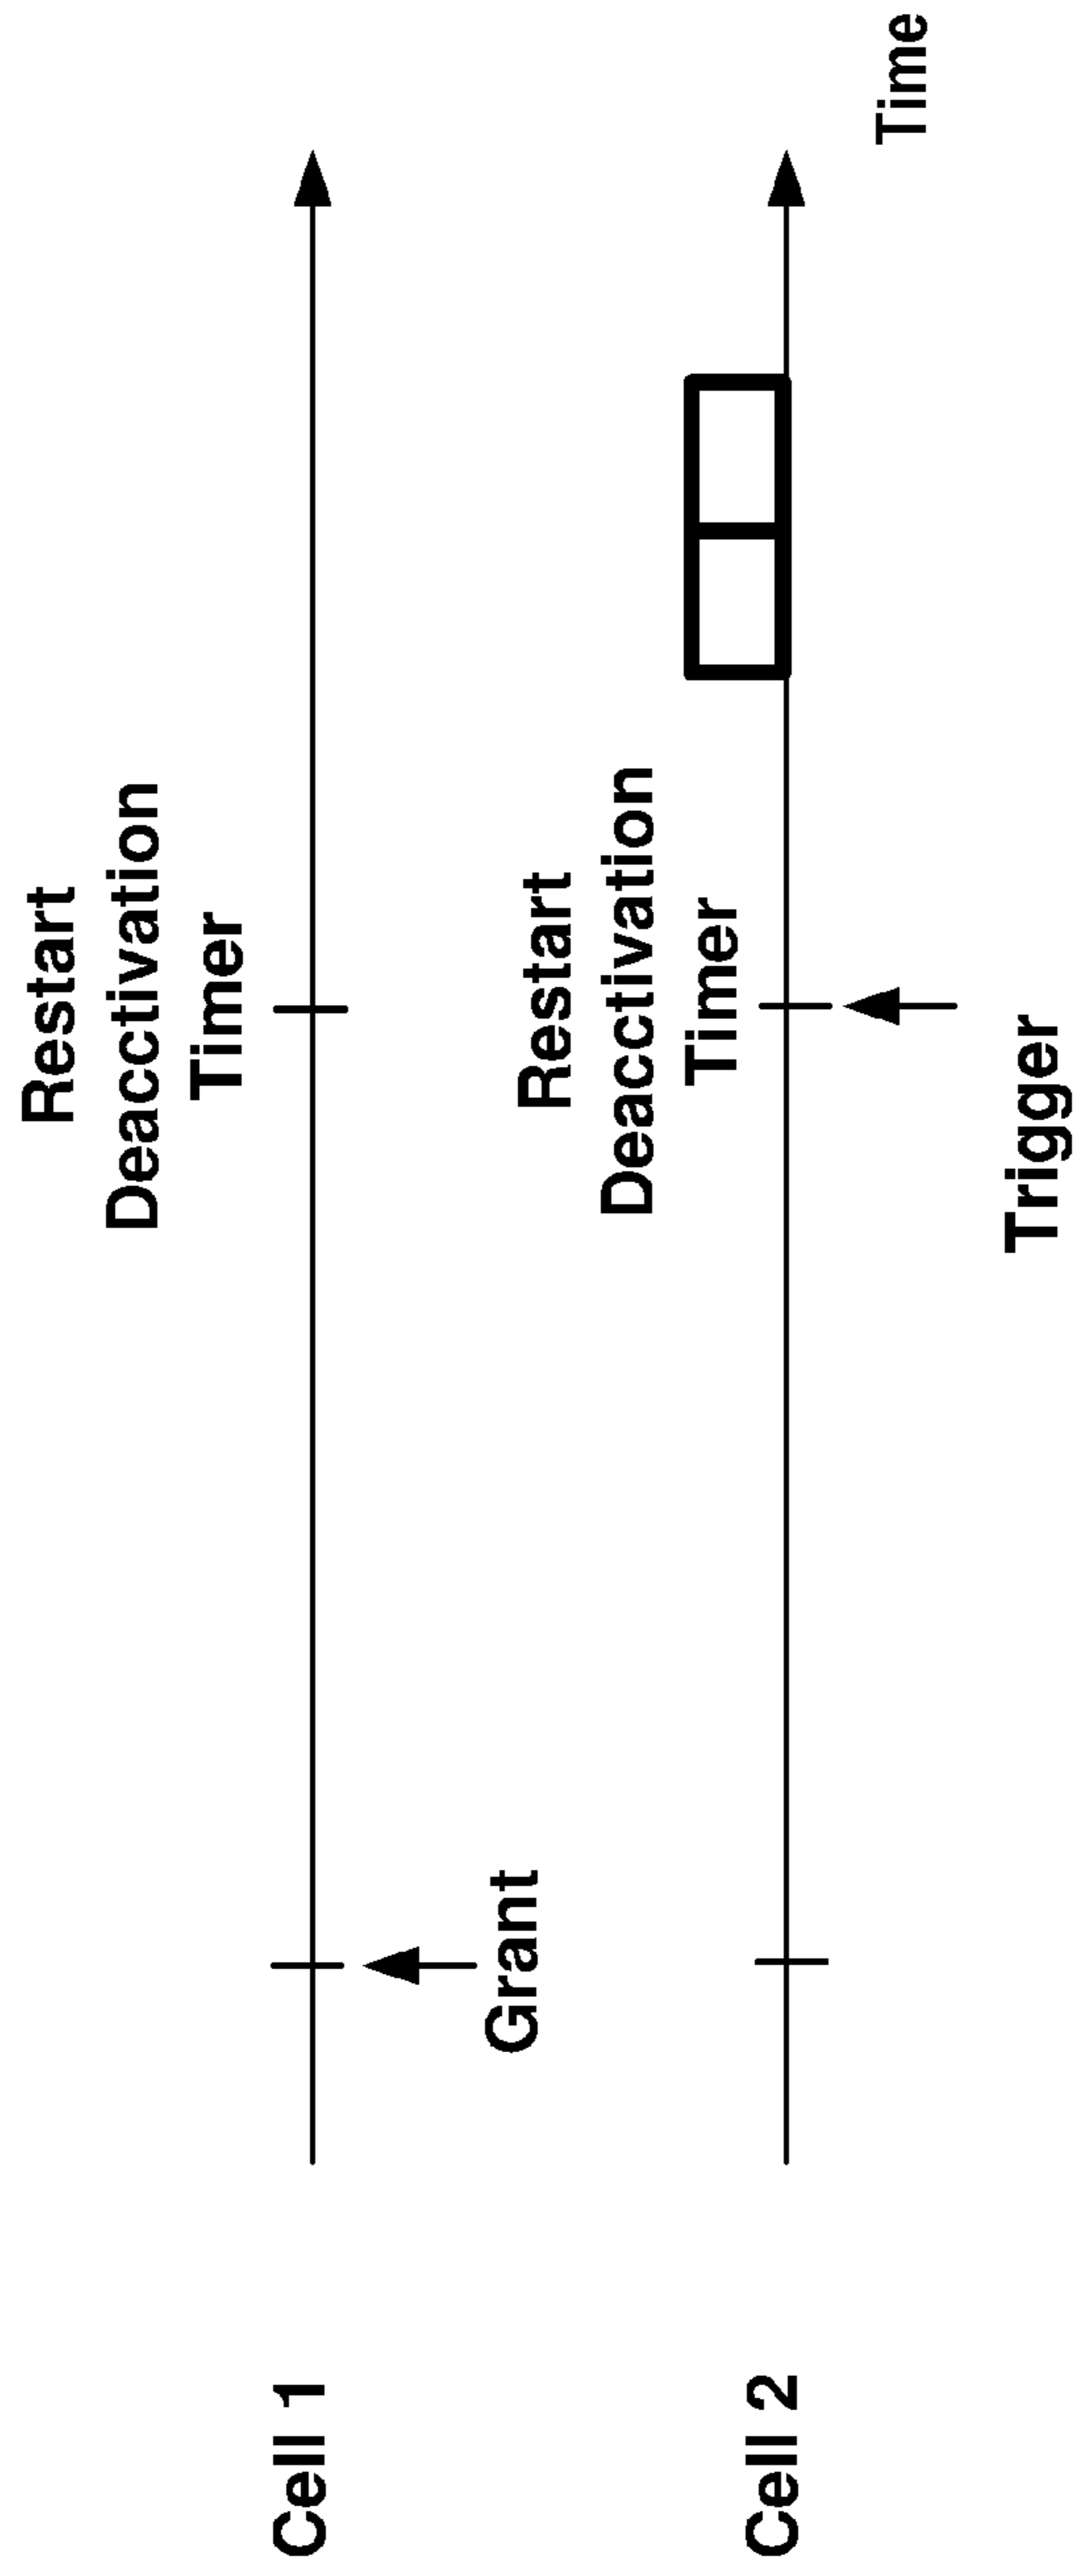 Restart
Deacctivation
Timer
Cell 1
Grant
Restart
Deacctivation
Timer
Cell 2
Time
Trigger